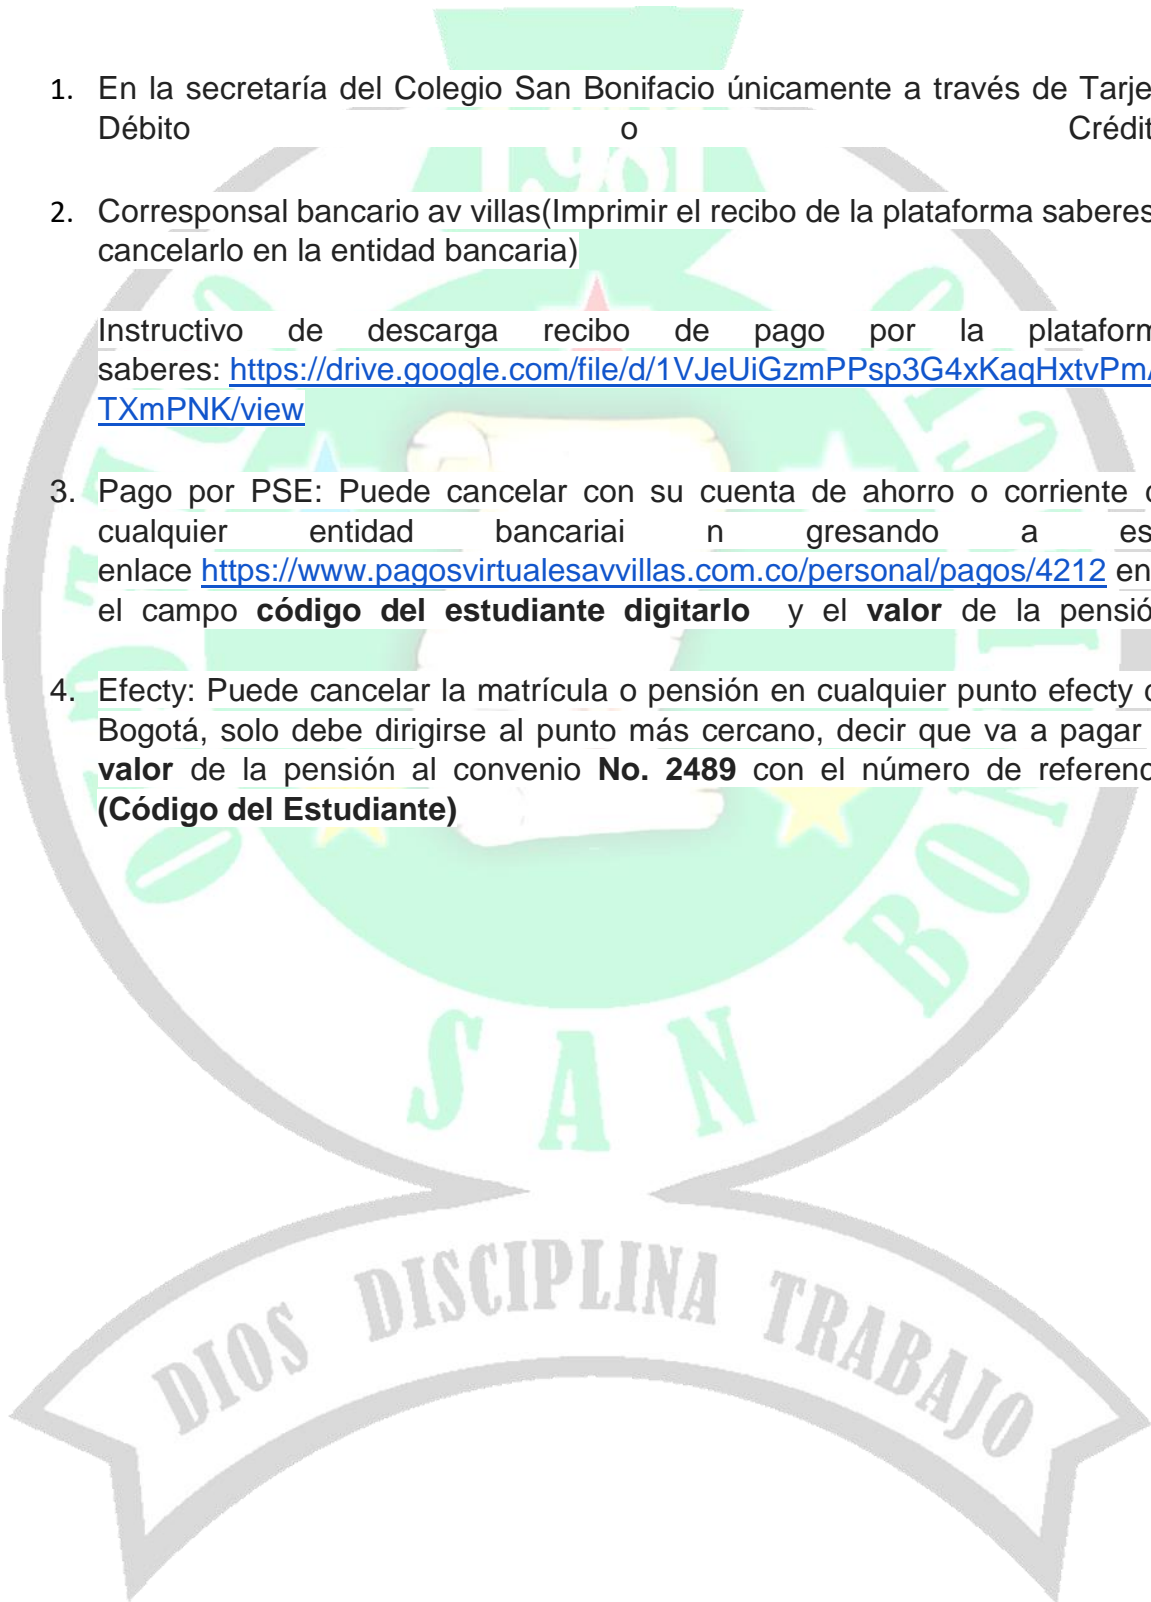 1. En la secretaría del Colegio San Bonifacio únicamente a través de Tarje
Débito o Crédit
2. Corresponsal bancario av villas(Imprimir el recibo de la plataforma saberes
cancelarlo en la entidad bancaria)
Instructivo de descarga recibo de pago por la plataform
saberes: https://drive.google.com/file/d/1VJeUiGzmPPsp3G4xKaqHxtvPmA
TXmPNK/view
3. Pago por PSE: Puede cancelar con su cuenta de ahorro o corriente
cualquier entidad bancariai n gresando a es
enlace https://www.pagosvirtualesavvillas.com.co/personal/pagos/4212 en
el campo código del estudiante digitarlo y el valor de la pensió
4. Efecty: Puede cancelar la matrícula o pensión en cualquier punto efecty
Bogotá, solo debe dirigirse al punto más cercano, decir que va a pagar
valor de la pensión al convenio No. 2489 con el número de referenc
(Código del Estudiante)
SAN BONI
DIOS DISCIPLINA TRABAJO